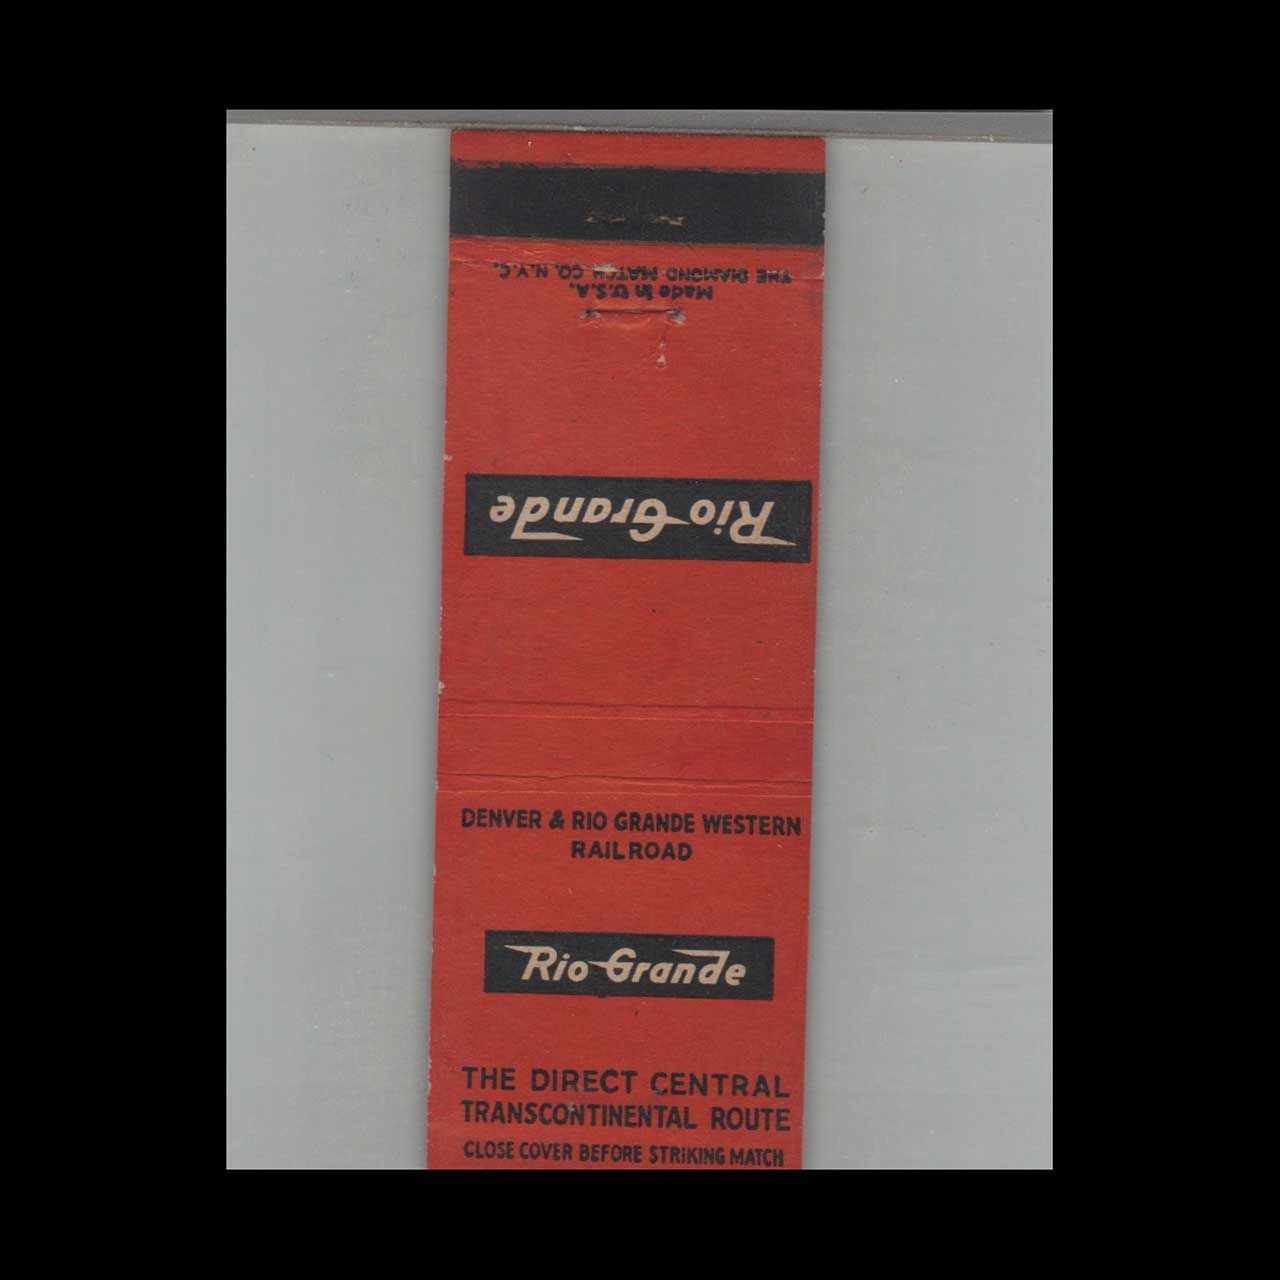 THE DIAMOND MATCH CO. N.Y.C.
Made in U.S.A.
Rio Grande
DENVER & RIO GRANDE WESTERN
RAILROAD
Rio Grande
THE DIRECT CENTRAL
TRANSCONTINENTAL ROUTE
CLOSE COVER BEFORE STRIKING MATCH